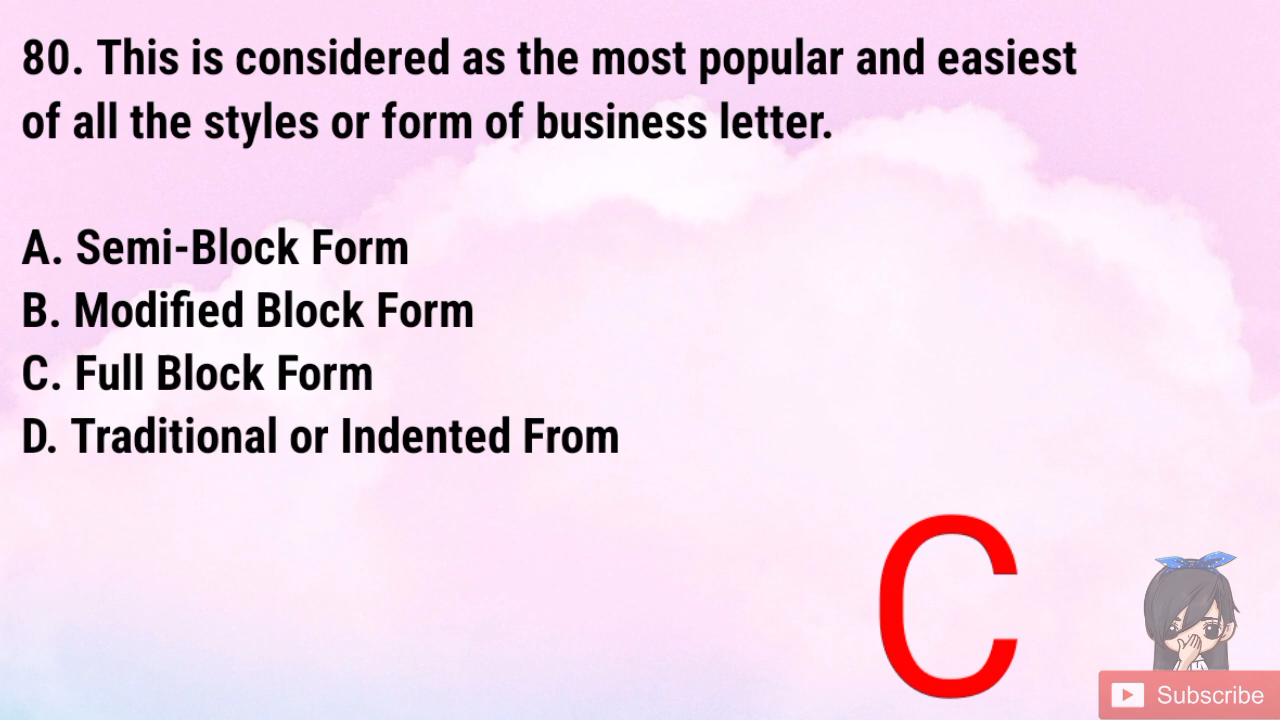 80. This is considered as the most popular and easiest
of all the styles or form of business letter.
A. Semi-Block Form
B. Modified Block Form
C. Full Block Form
D. Traditional or Indented From
C
Subscribe